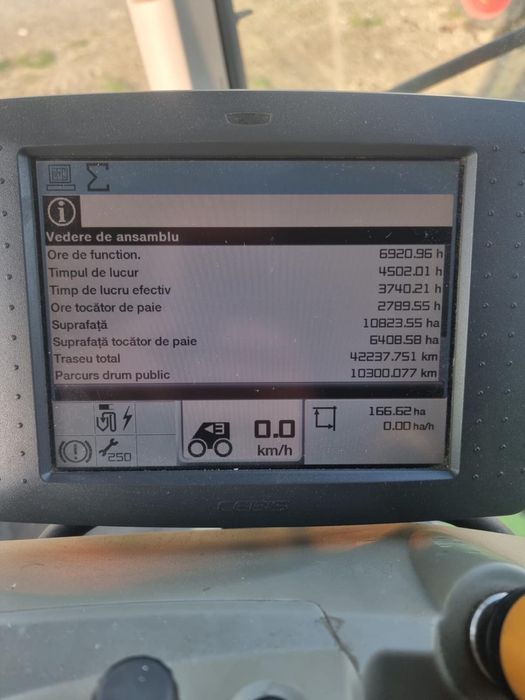 Vedere de ansamblu
Ore de function. 6920.96 h
Timpul de lucur 4502.01 h
Timp de lucru efectiv 3740.21 h
Ore tocător de paie 2789.55 h
Suprafață 10823.55 ha
Suprafață tocător de paie 6408.58 ha
Traseu total 42237.751 km
Parcurs drum public 10300.077 km
166.62 ha
3 0.0 0.00 ha/h
250 km/h
CEBIS